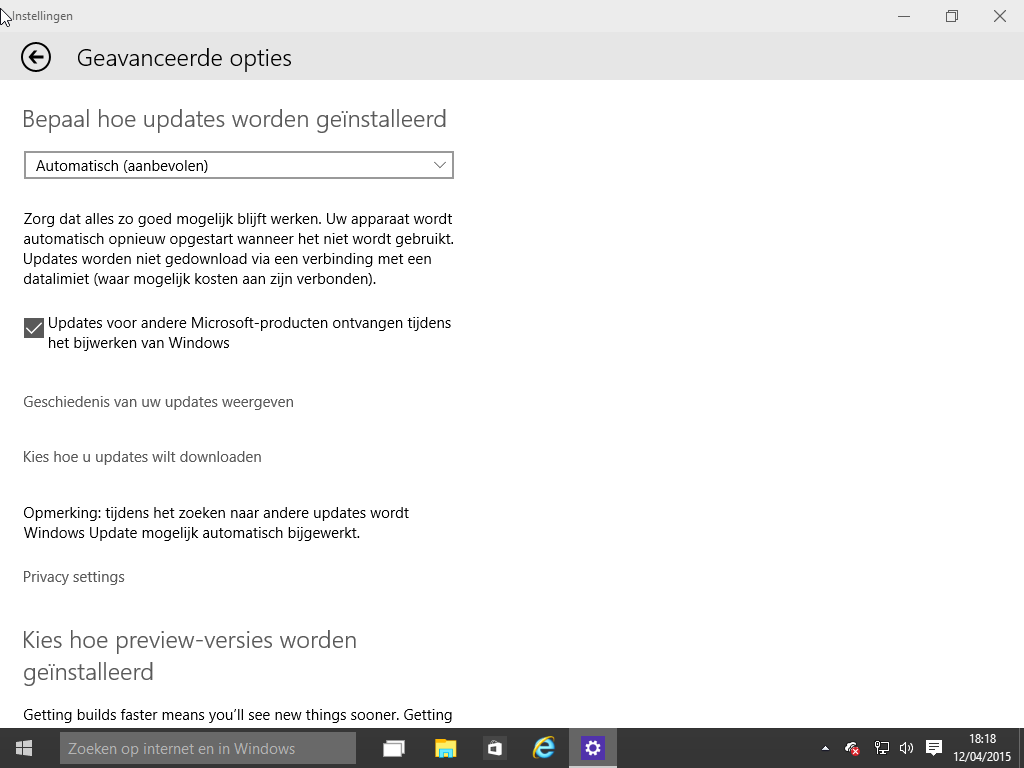 Instellingen
Geavanceerde opties
Bepaal hoe updates worden geïnstalleerd
Automatisch (aanbevolen)
Zorg dat alles zo goed mogelijk blijft werken. Uw apparaat wordt
automatisch opnieuw opgestart wanneer het niet wordt gebruikt.
Updates worden niet gedownload via een verbinding met een
datalimiet (waar mogelijk kosten aan zijn verbonden).
Updates voor andere Microsoft-producten ontvangen tijdens
het bijwerken van Windows
Geschiedenis van uw updates weergeven
Kies hoe u updates wilt downloaden
Opmerking: tijdens het zoeken naar andere updates wordt
Windows Update mogelijk automatisch bijgewerkt.
Privacy settings
Kies hoe preview-versies worden
geïnstalleerd
Getting builds faster means you’ll see new things sooner. Getting
Zoeken op internet en in Windows
18:18
12/04/2015